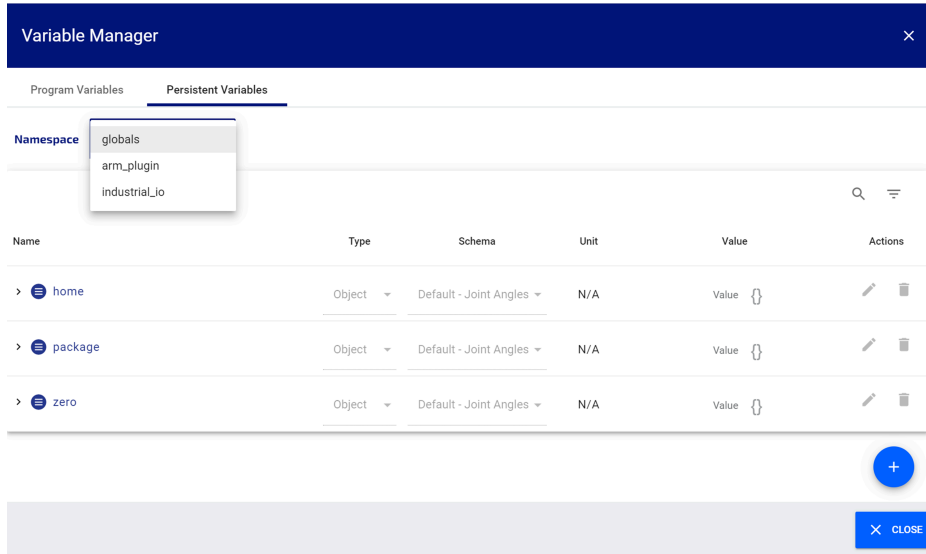 Variable Manager
Program Variables Persistent Variables
Namespace
globals
arm_plugin
industrial_io
Name Type Schema Unit Value Actions
home Object Default - Joint Angles N/A Value {}
package Object Default - Joint Angles N/A Value {}
zero Object Default - Joint Angles N/A Value {}
CLOSE